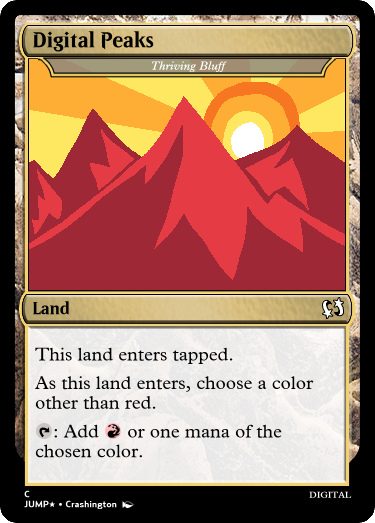 Digital Peaks
Thriving Bluff
Land
This land enters tapped.
As this land enters, choose a color
other than red.
: Add or one mana of the
chosen color.
C
JUMP★ • Crashington
DIGITAL